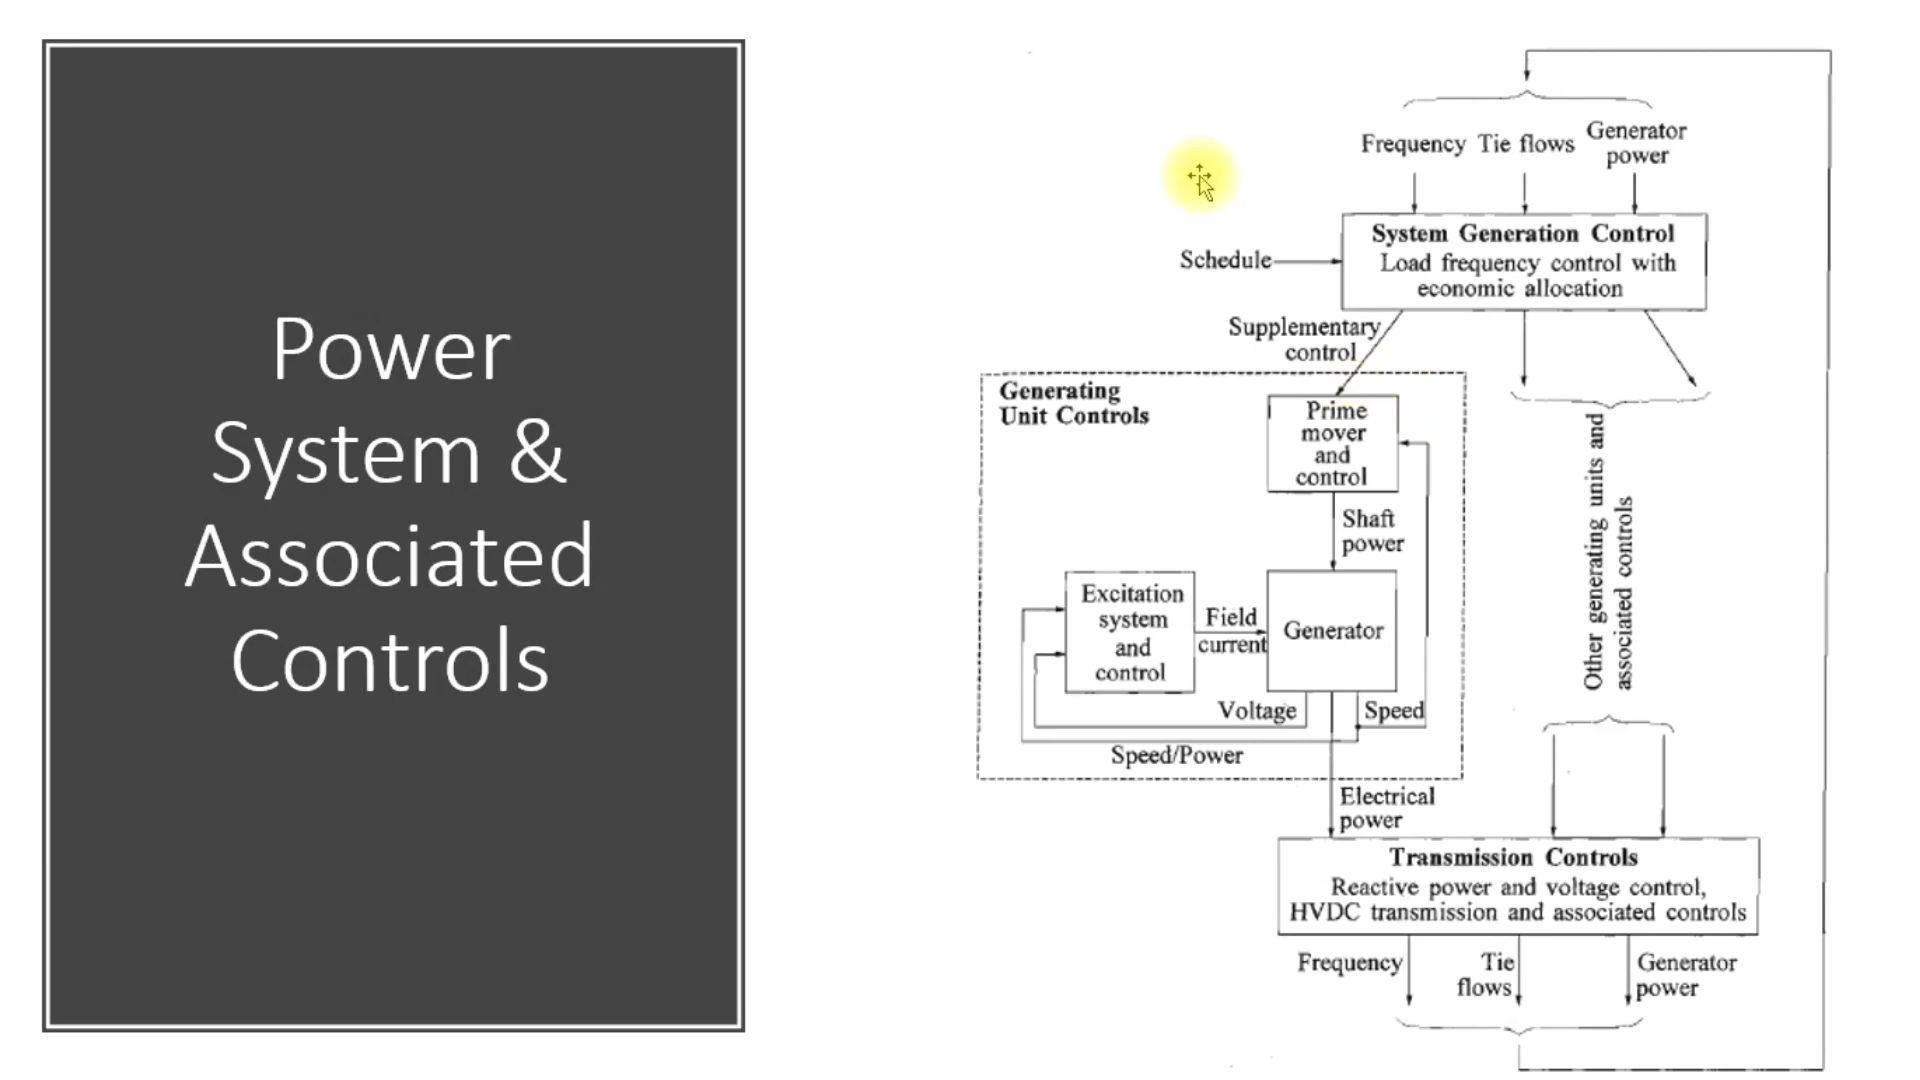 Power
System &
Associated
Controls
Frequency Tie flows Generator
power
System Generation Control
Load frequency control with
economic allocation
Schedule
Supplementary
control
Generating
Unit Controls
Prime
mover
and
control
Shaft
power
Excitation
system
and
control
Field
current
Generator
Voltage
Speed
Speed/Power
Other generating units and
associated controls
Electrical
power
Transmission Controls
Reactive power and voltage control,
HVDC transmission and associated controls
Frequency
Tie
flows
Generator
power